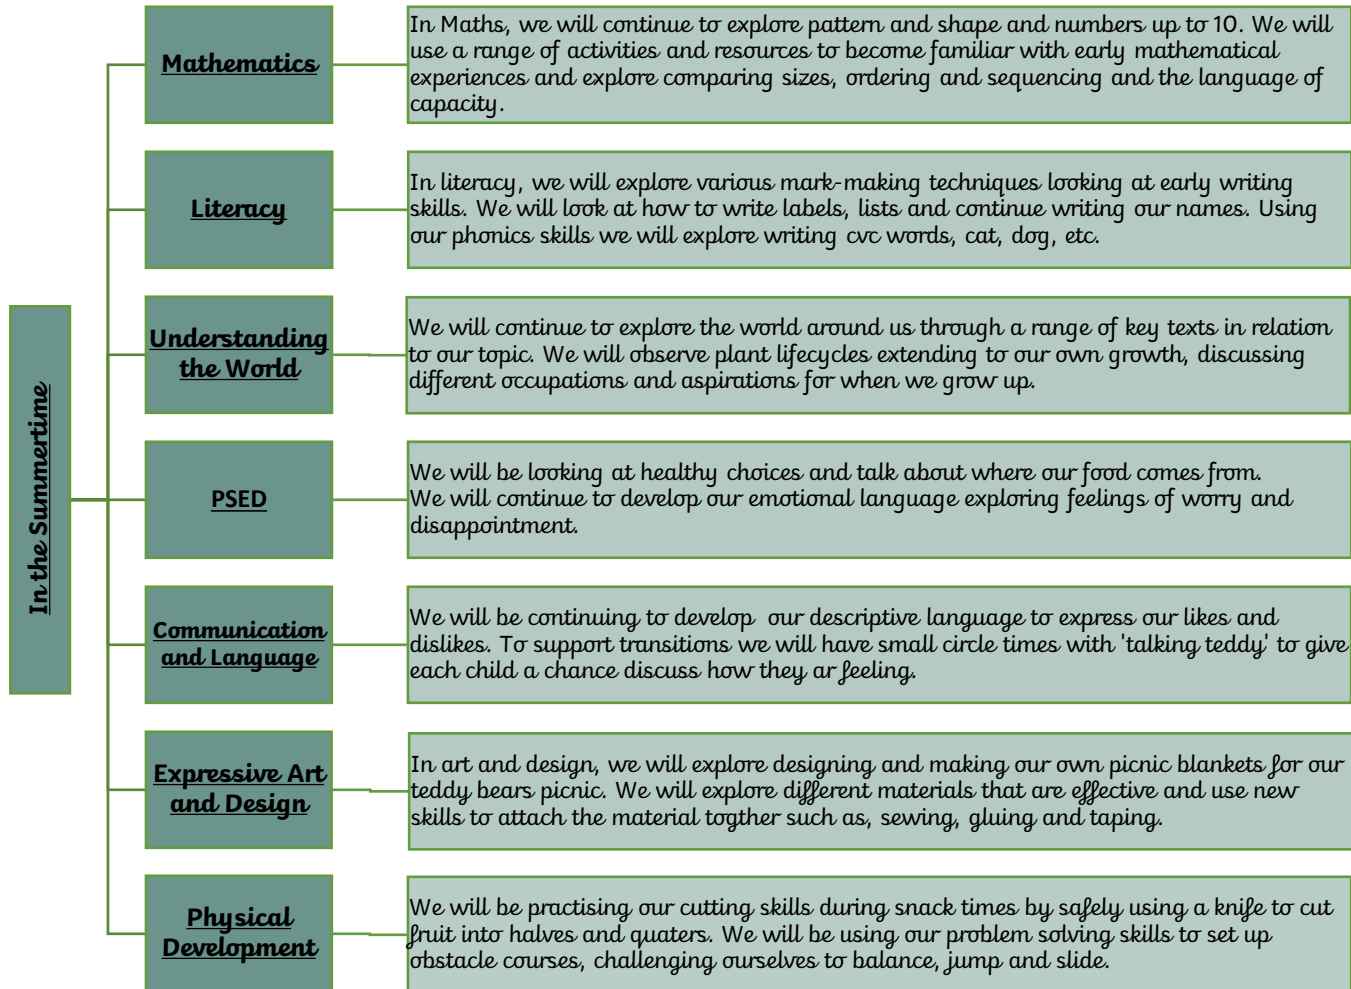 In the Summertime
Mathematics
In Maths, we will continue to explore pattern and shape and numbers up to 10. We will
use a range of activities and resources to become familiar with early mathematical
experiences and explore comparing sizes, ordering and sequencing and the language of
capacity.
Literacy
In literacy, we will explore various mark-making techniques looking at early writing
skills. We will look at how to write labels, lists and continue writing our names. Using
our phonics skills we will explore writing cvc words, cat, dog, etc.
Understanding
the World
We will continue to explore the world around us through a range of key texts in relation
to our topic. We will observe plant lifecycles extending to our own growth, discussing
different occupations and aspirations for when we grow up.
PSED
We will be looking at healthy choices and talk about where our food comes from.
We will continue to develop our emotional language exploring feelings of worry and
disappointment.
Communication
and Language
We will be continuing to develop  our descriptive language to express our likes and
dislikes. To support transitions we will have small circle times with 'talking teddy' to give
each child a chance discuss how they ar feeling.
Expressive Art
and Design
In art and design, we will explore designing and making our own picnic blankets for our
teddy bears picnic. We will explore different materials that are effective and use new
skills to attach the material togther such as, sewing, gluing and taping.
Physical
Development
We will be practising our cutting skills during snack times by safely using a knife to cut
fruit into halves and quaters. We will be using our problem solving skills to set up
obstacle courses, challenging ourselves to balance, jump and slide.